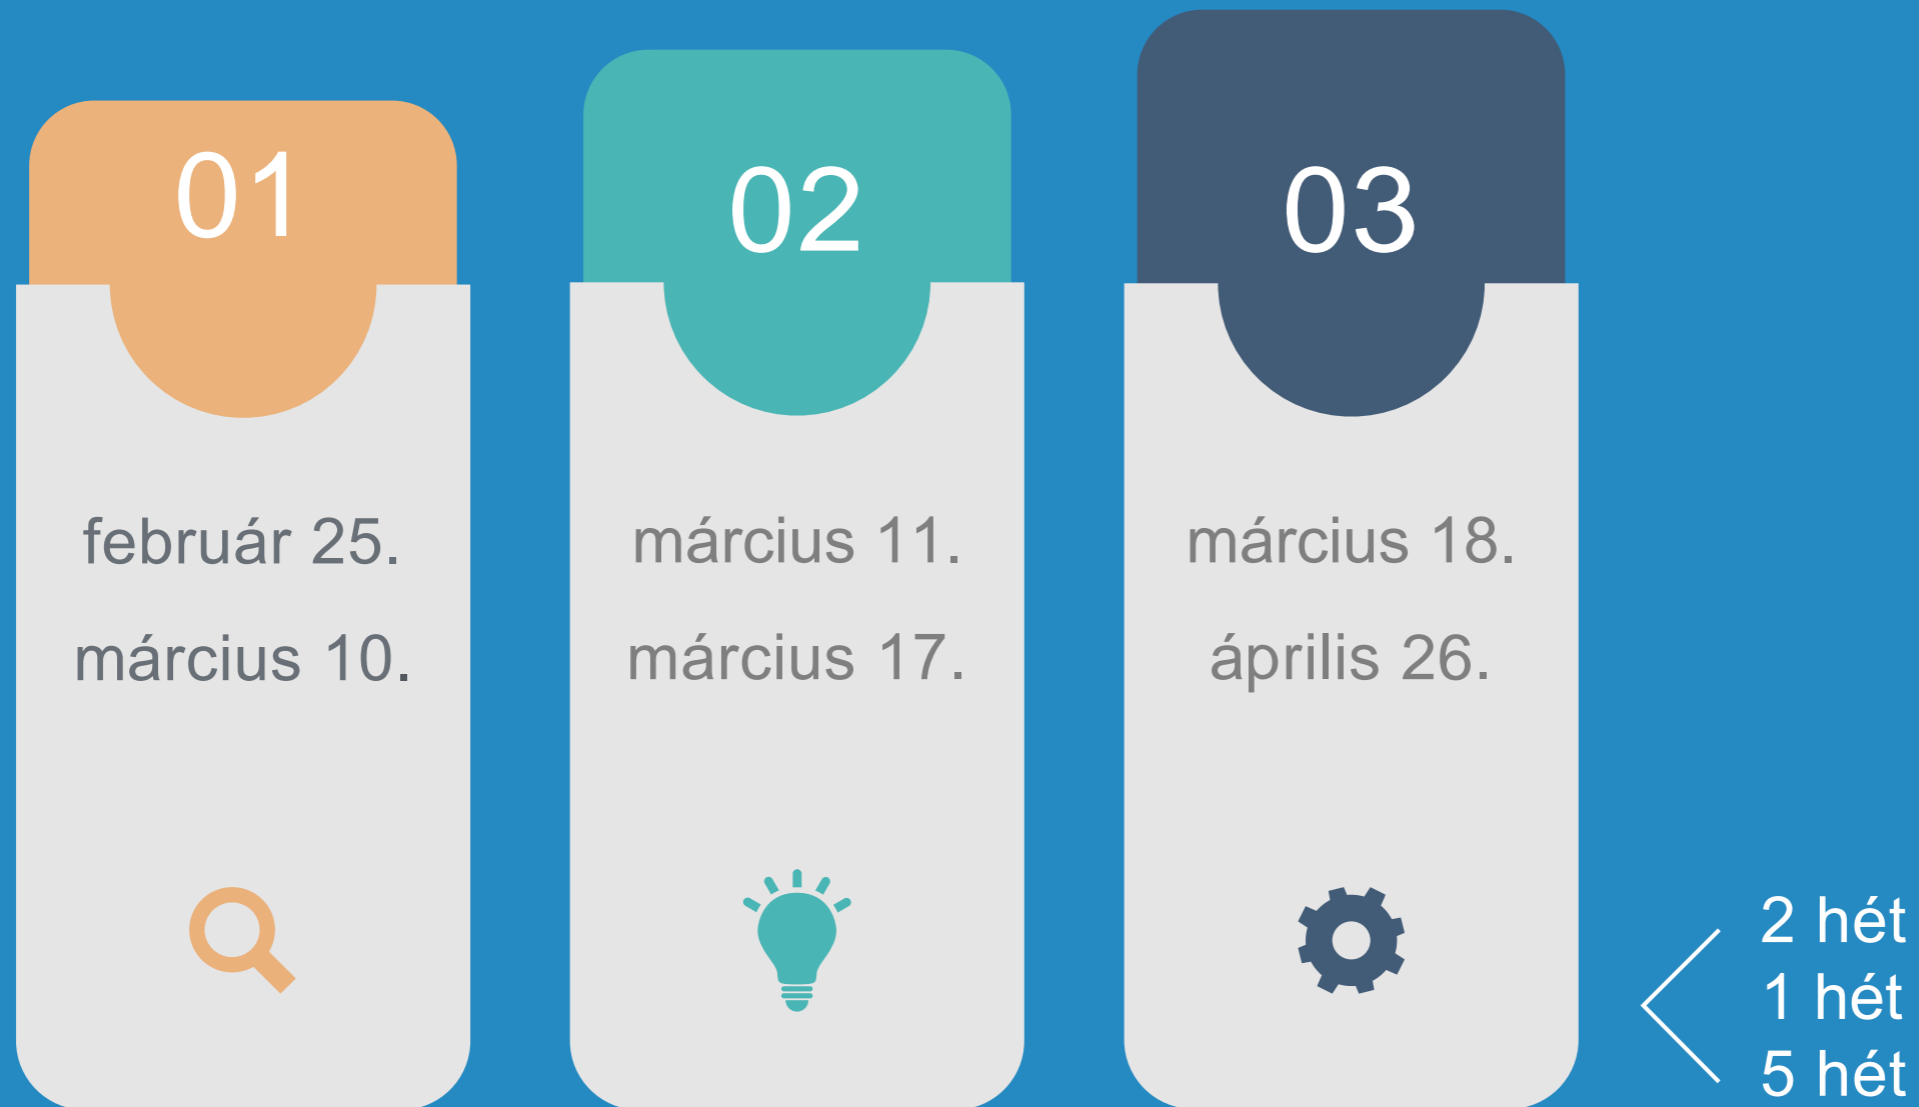 01
február 25.
március 10.
02
március 11.
március 17.
03
március 18.
április 26.
2 hét
1 hét
5 hét